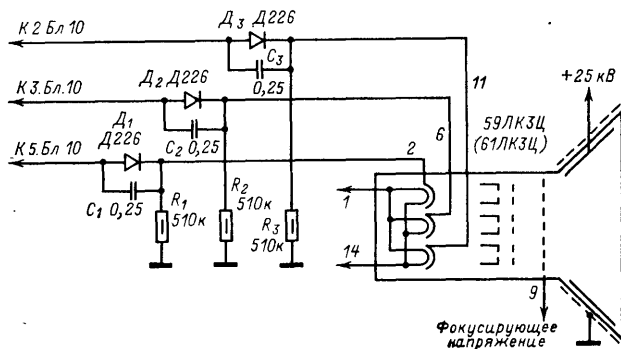 К 2 Бл 10
Д3 Д226
С3
0,25
К 3. Бл. 10
Д2 Д226
С2 0,25
К 5. Бл 10
Д1
Д226
С1 0,25
R1
510к
R2
510к
R3
510к
2
6
11
1
14
59ЛК3Ц
(61ЛК3Ц)
+25 кВ
9
Фокусирующее
напряжение